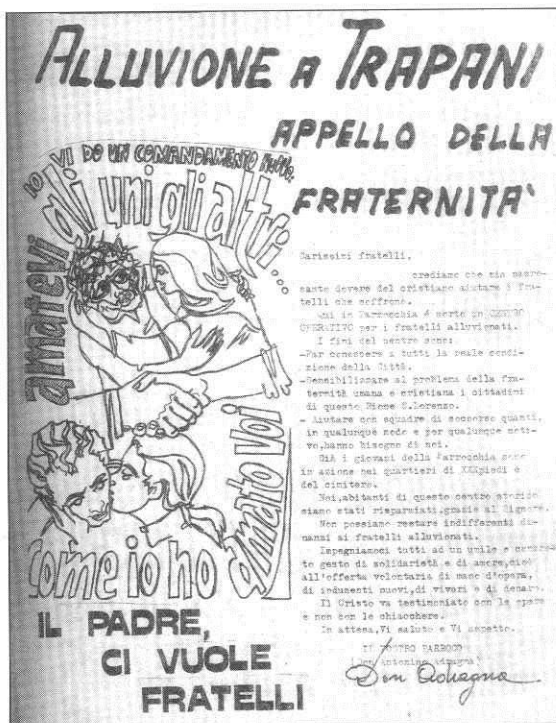 ALLUVIONE A TRAPANI
APPELLO DELLA
FRATERNITA'
IO VI DO UN COMANDAMENTO NUOVO:
amatevi gli uni gli altri...
come io ho amato voi
IL PADRE,
CI VUOLE
FRATELLI
Carissimi fratelli,
crediamo che sia sacro-
sante dovere del cristiano aiutare i fra-
telli che soffrono.
Qui in Parrocchia é sorto un CENTRO
OPERATIVO per i fratelli alluvionati.
I fini del centro sono:
-Far conoscere a tutti la reale condi-
zione della Città.
-Sensibilizzare al problema della fra-
ternità umana e cristiana i cittadini
di questo Rione S.Lorenzo.
- Aiutare con squadre di soccorso quanti,
in qualunque modo e per qualunque moti-
vo,hanno bisogno di noi.
Già i giovani della Parrocchia sono
in azione nei quartieri di
del cimitero.
Noi,abitanti di questo centro storico
siamo stati risparmiati,grazie al Signore.
Non possiamo restare indifferenti di-
nanzi ai fratelli alluvionati.
Impegniamoci tutti ad un utile e concre-
to gesto di solidarietà e di amore,cioè
all'offerta volontaria di mano d'opera,
di indumenti nuovi,di viveri e di denaro.
Il Cristo va testimoniato con le opere
e non con le chiacchere.
In attesa,Vi saluto e Vi aspetto.
IL VOSTRO PARROCO
Don Antonino Adragna
Don Adragna